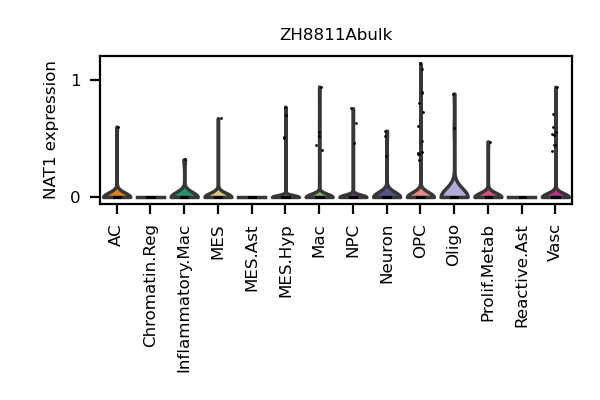 ZH8811Abulk
NAT1 expression
1
0
AC
Chromatin.Reg
Inflammatory.Mac
MES
MES.Ast
MES.Hyp
Mac
NPC
Neuron
OPC
Oligo
Prolif.Metab
Reactive.Ast
Vasc